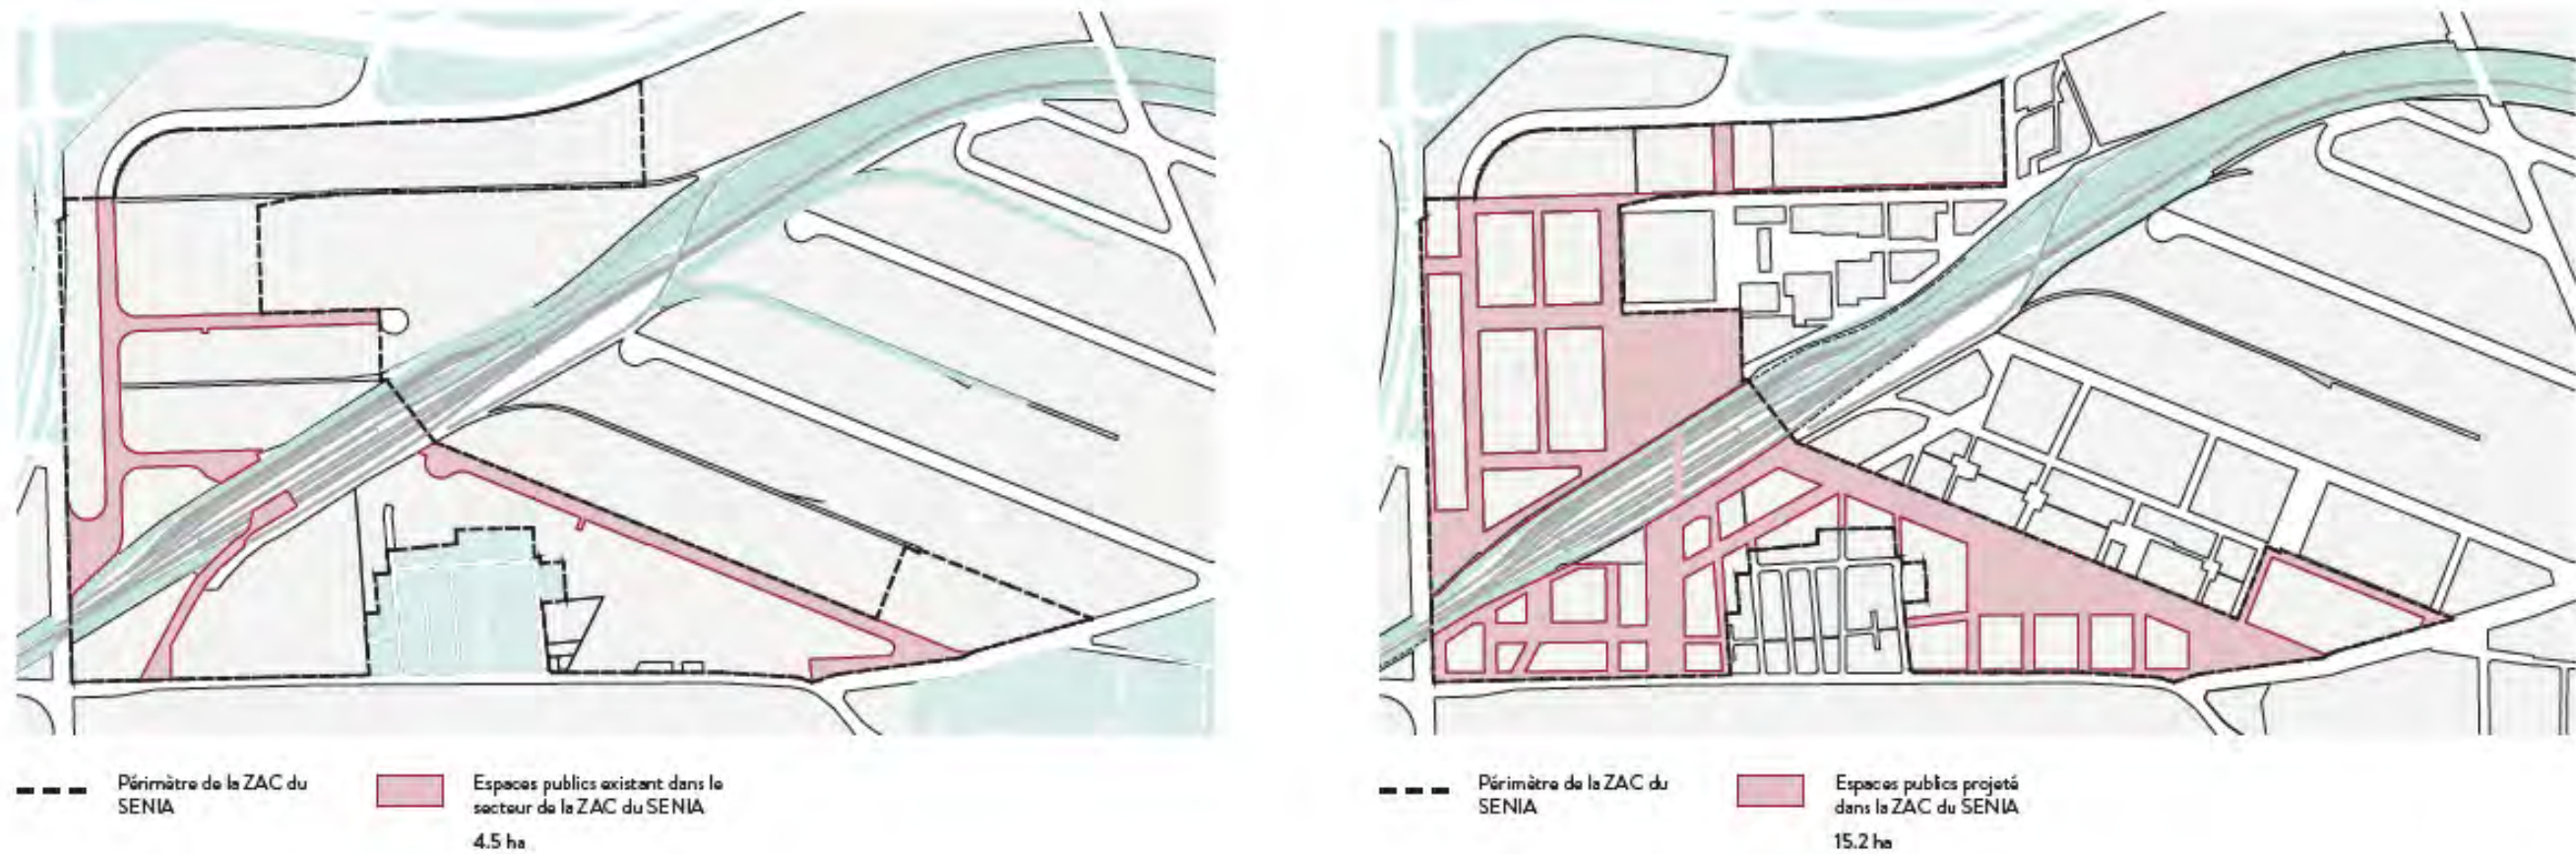 Périmètre de la ZAC du
SENIA
Espaces publics existant dans le
secteur de la ZAC du SENIA
4.5 ha
Périmètre de la ZAC du
SENIA
Espaces publics projeté
dans la ZAC du SENIA
15.2 ha